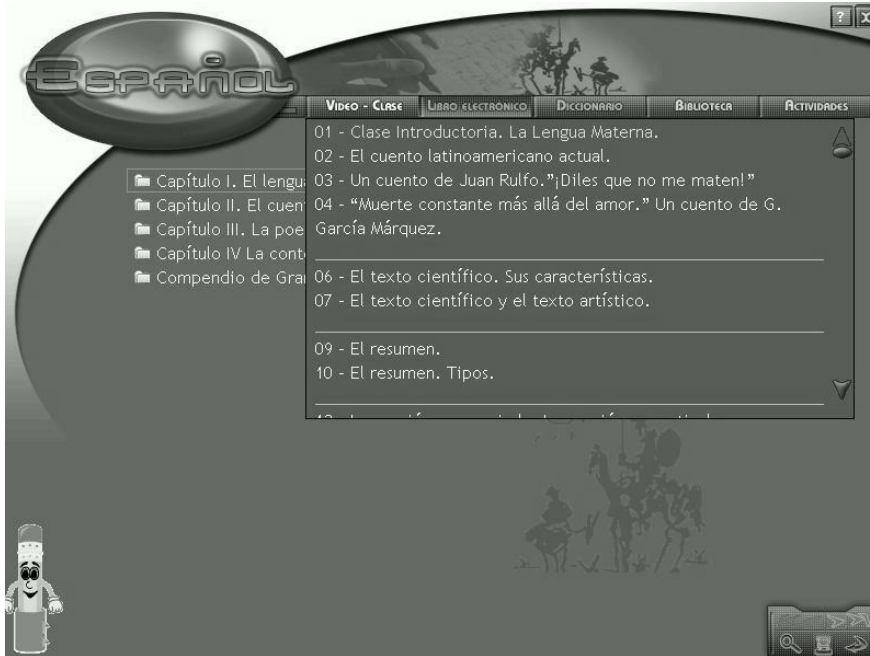 ESPAÑOL
VIDEO - CLASE LIBRO ELECTRÓNICO DICCIONARIO BIBLIOTECA ACTIVIDADES
?
01 - Clase Introductoria. La Lengua Materna.
02 - El cuento latinoamericano actual.
03 - Un cuento de Juan Rulfo."¡Diles que no me maten!"
04 - “Muerte constante más allá del amor.” Un cuento de G.
García Márquez.
06 - El texto científico. Sus características.
07 - El texto científico y el texto artístico.
09 - El resumen.
10 - El resumen. Tipos.
Capítulo I. El lengu
Capítulo II. El cuen
Capítulo III. La poe
Capítulo IV La cont
Compendio de Gra